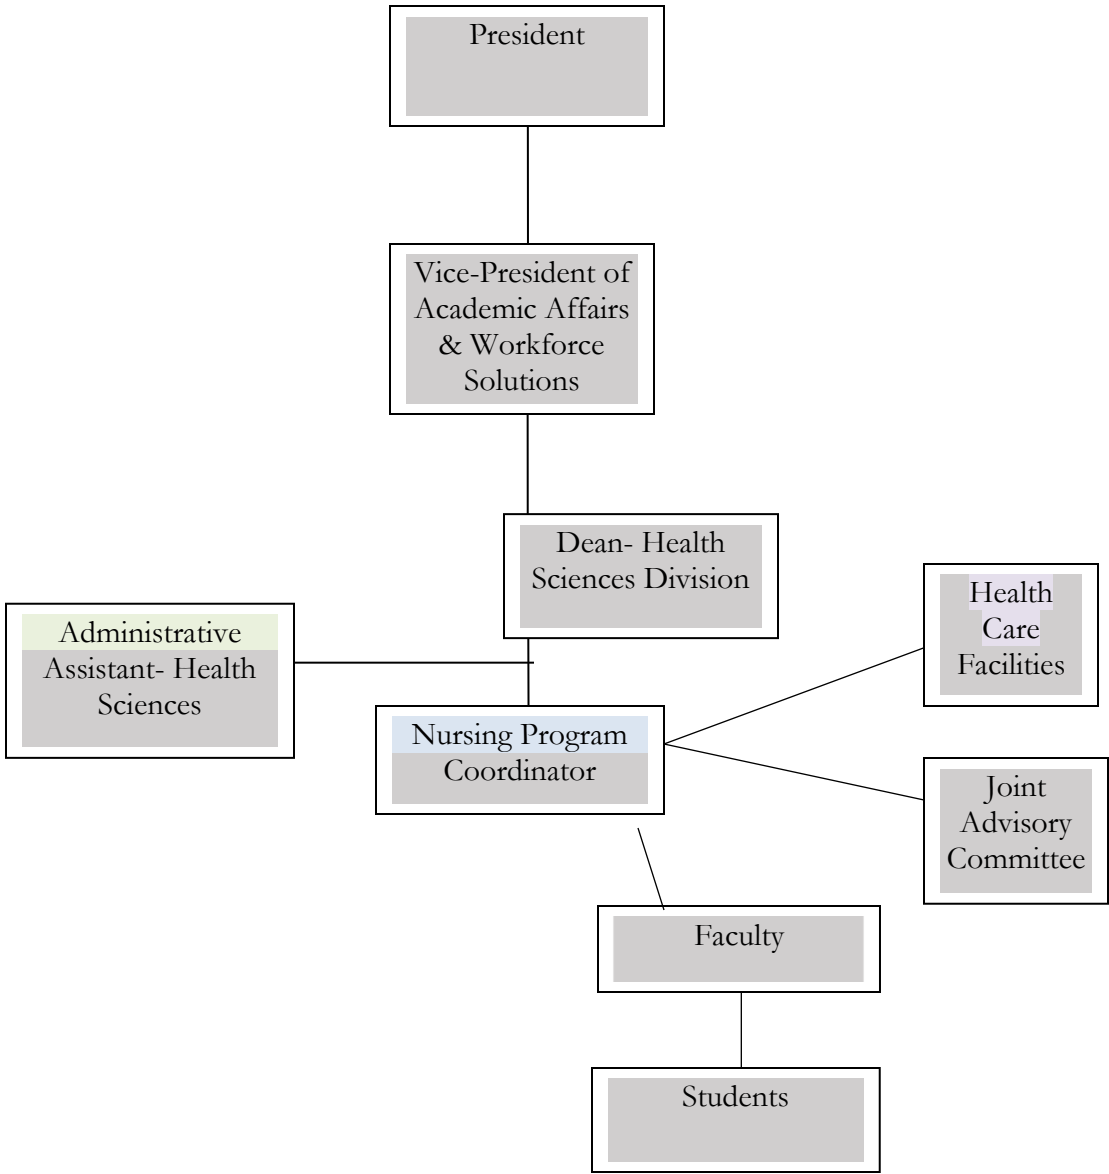 President
Vice-President of
Academic Affairs
& Workforce
Solutions
Dean- Health
Sciences Division
Administrative
Assistant- Health
Sciences
Health
Care
Facilities
Nursing Program
Coordinator
Joint
Advisory
Committee
Faculty
Students